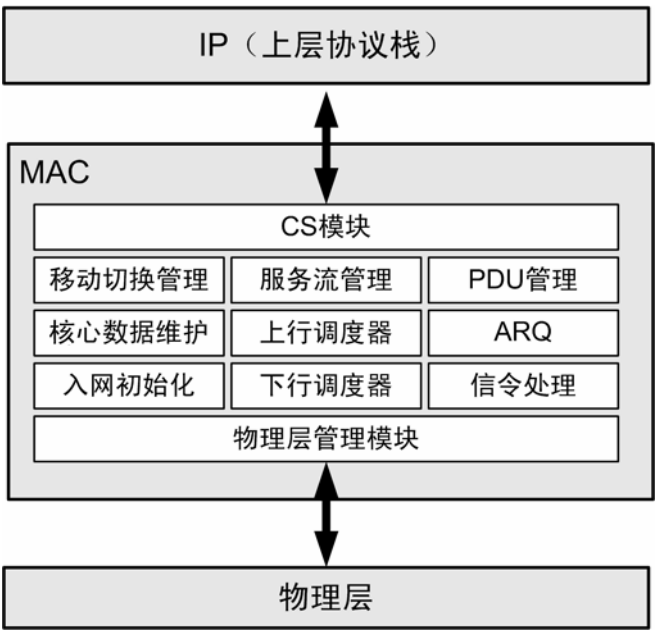 IP（上层协议栈）
MAC
CS模块
移动切换管理 服务流管理 PDU管理
核心数据维护 上行调度器 ARQ
入网初始化 下行调度器 信令处理
物理层管理模块
物理层